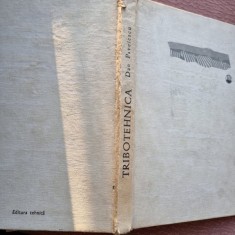 Editura tehnică
TRIBOTEHNICA
Dan Pavelescu